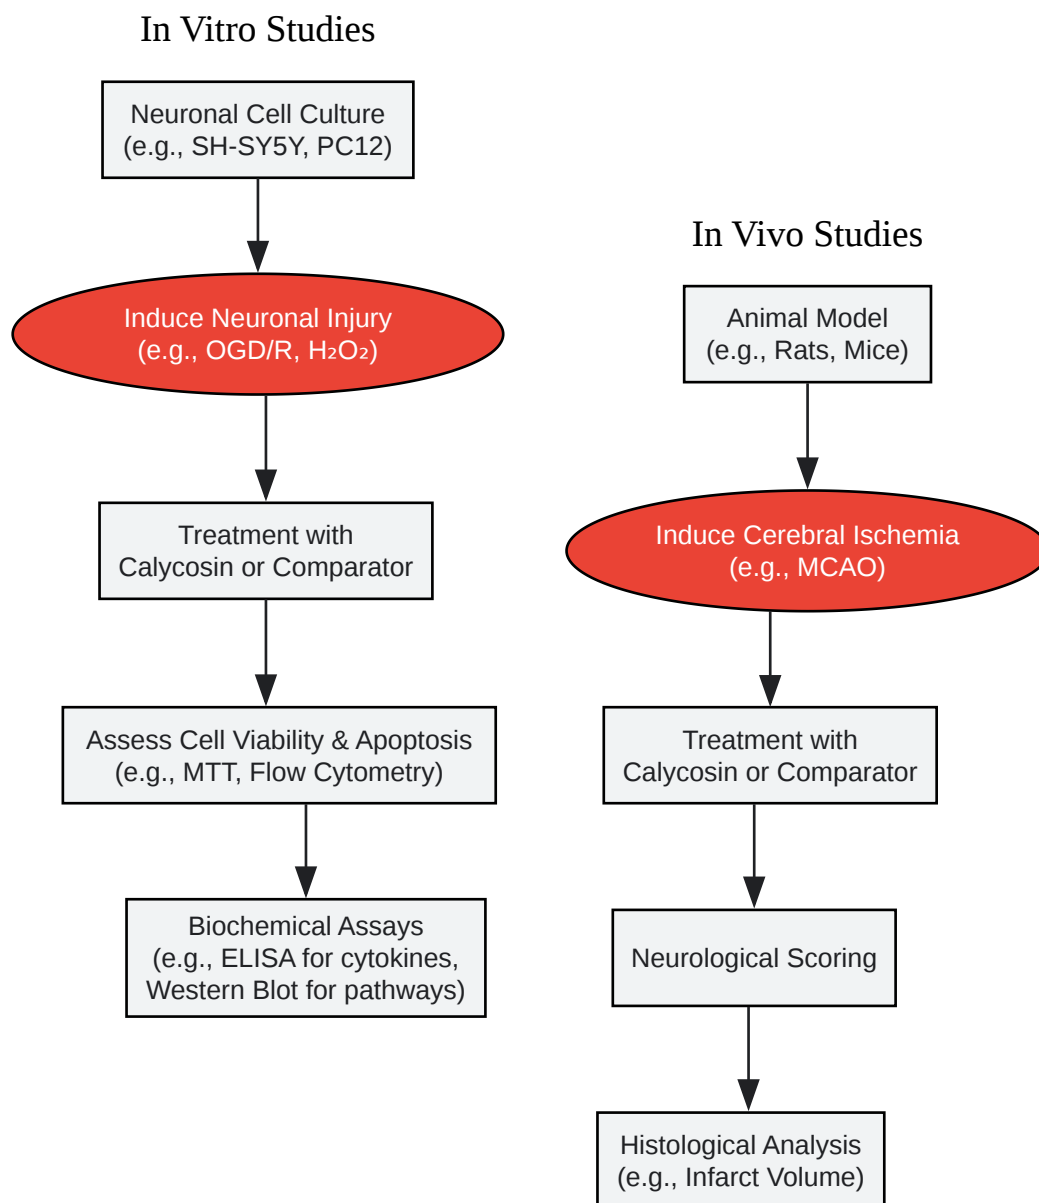 In Vitro Studies
Neuronal Cell Culture
(e.g., SH-SY5Y, PC12)
Induce Neuronal Injury
(e.g., OGD/R, H₂O₂)
Treatment with
Calycosin or Comparator
Assess Cell Viability & Apoptosis
(e.g., MTT, Flow Cytometry)
Biochemical Assays
(e.g., ELISA for cytokines,
Western Blot for pathways)
In Vivo Studies
Animal Model
(e.g., Rats, Mice)
Induce Cerebral Ischemia
(e.g., MCAO)
Treatment with
Calycosin or Comparator
Neurological Scoring
Histological Analysis
(e.g., Infarct Volume)